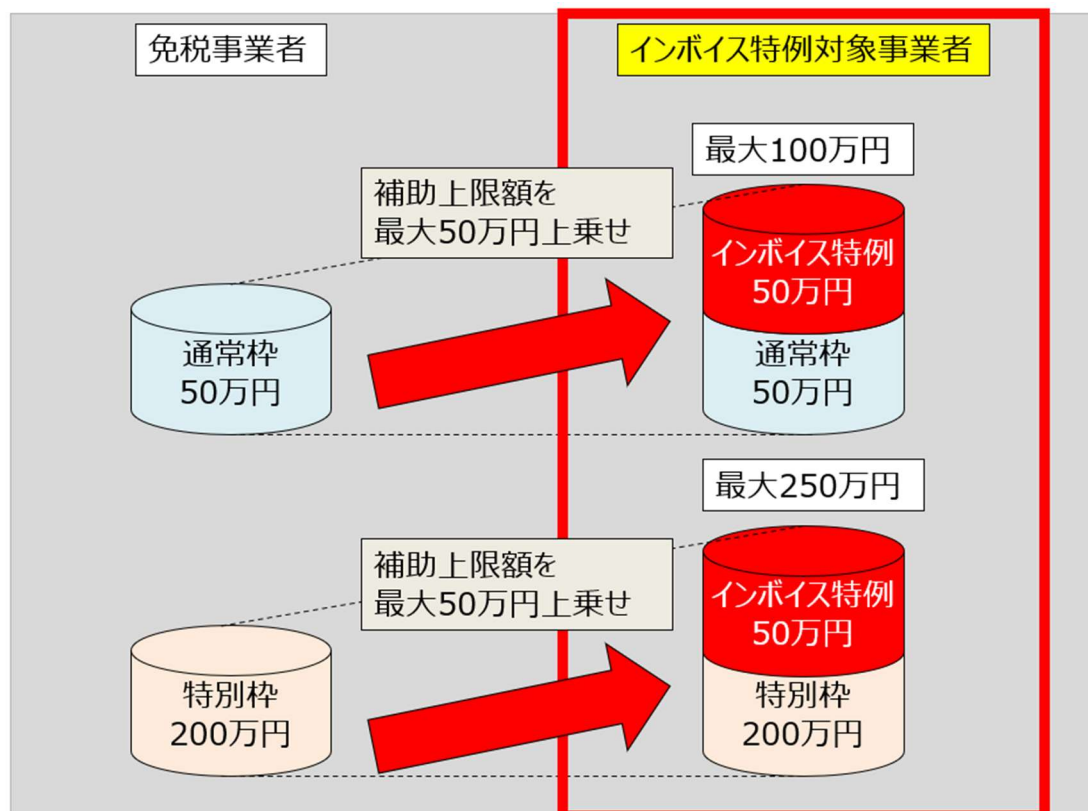 免税事業者
インボイス特例対象事業者
最大100万円
補助上限額を
最大50万円上乗せ
インボイス特例
50万円
通常枠
50万円
通常枠
50万円
最大250万円
補助上限額を
最大50万円上乗せ
インボイス特例
50万円
特別枠
200万円
特別枠
200万円